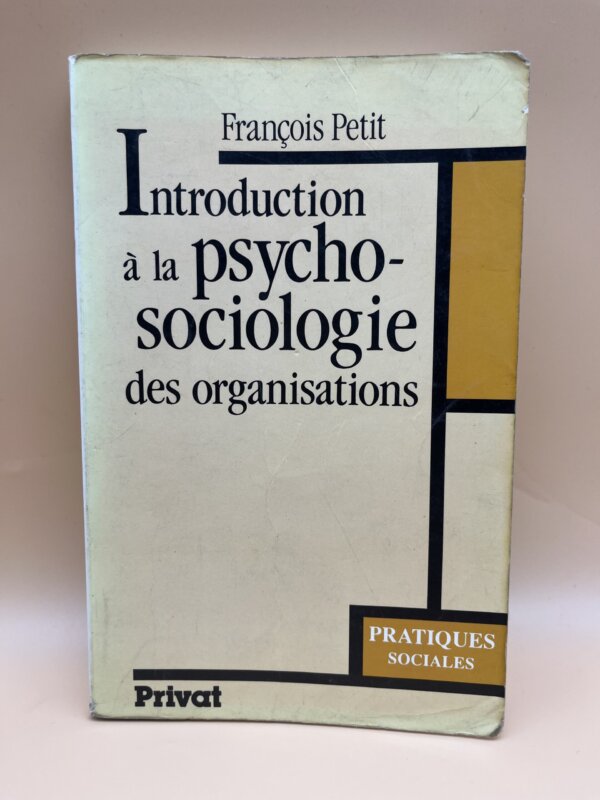 François Petit
Introduction
à la psycho-
sociologie
des organisations
PRATIQUES
SOCIALES
Privat